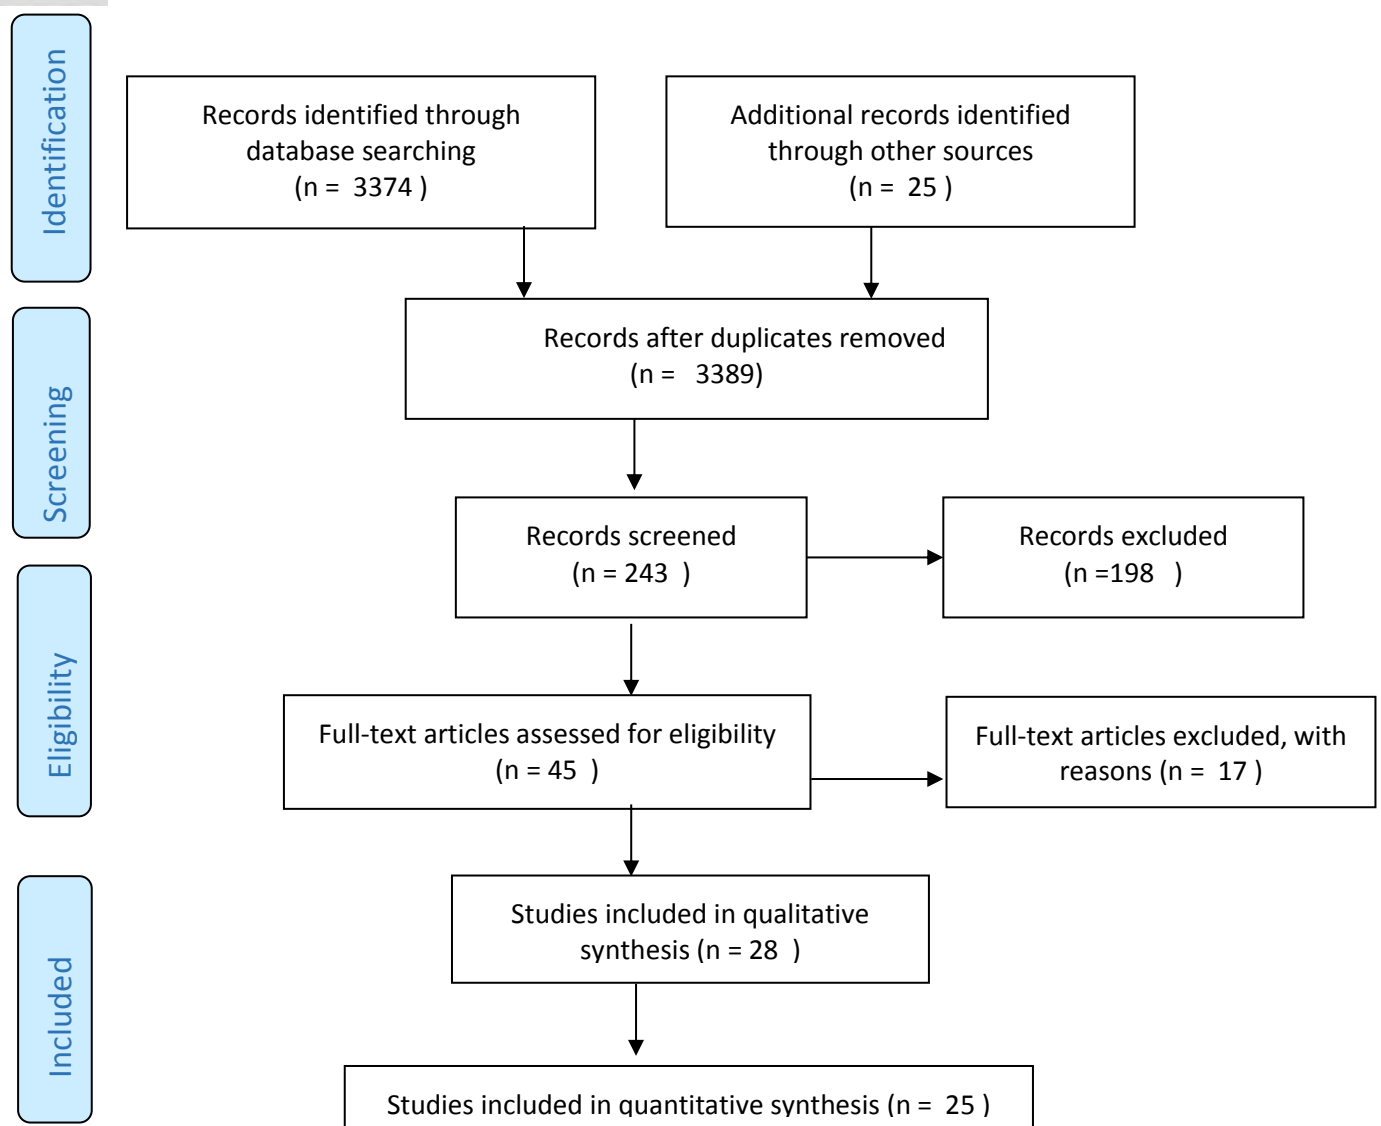 Identification
Records identified through
database searching
(n =  3374 )
Additional records identified
through other sources
(n =  25 )
Records after duplicates removed
(n =   3389)
Screening
Records screened
(n = 243  )
Records excluded
(n =198   )
Eligibility
Full-text articles assessed for eligibility
(n = 45  )
Full-text articles excluded, with
reasons (n =  17 )
Included
Studies included in qualitative
synthesis (n = 28  )
Studies included in quantitative synthesis (n =  25 )